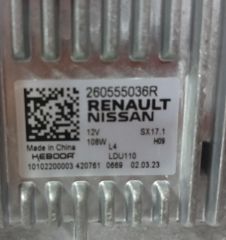 260555036R
RENAULT
NISSAN
12V SX17.1
108W L4 H09
Made in China
KEBODA LDU110
10102200003 420761 0669 02.03.23